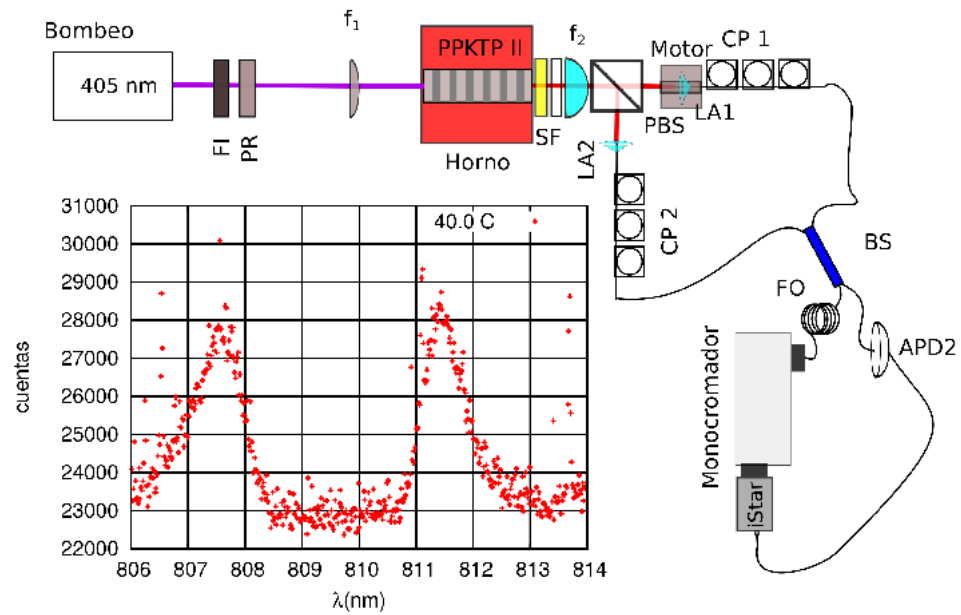 Bombeo
405 nm
FI
PR
f1
PPKTP II
Horno
SF
f2
PBS
Motor
LA1
CP 1
LA2
CP 2
BS
FO
APD2
Monocromador
iStar
40.0 C
cuentas
31000
30000
29000
28000
27000
26000
25000
24000
23000
22000
806 807 808 809 810 811 812 813 814
λ(nm)